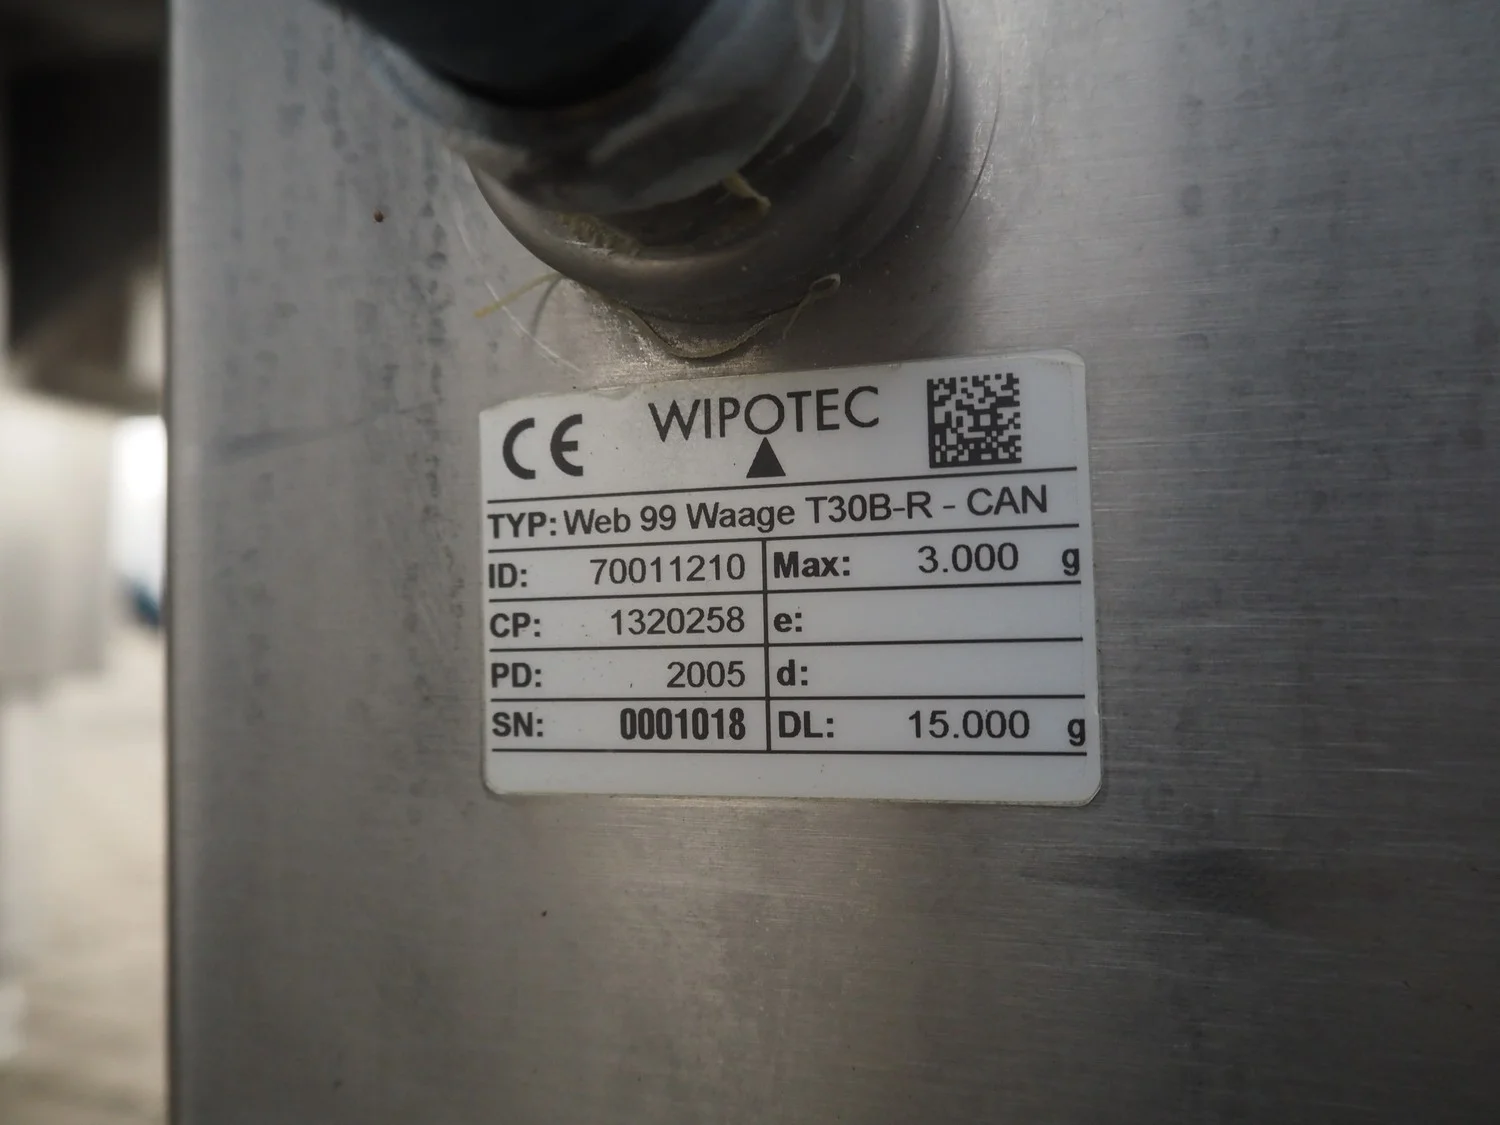 CE WIPOTEC
TYP: Web 99 Waage T30B-R - CAN
ID: 70011210 Max: 3.000 g
CP: 1320258 e:
PD: 2005 d:
SN: 0001018 DL: 15.000 g